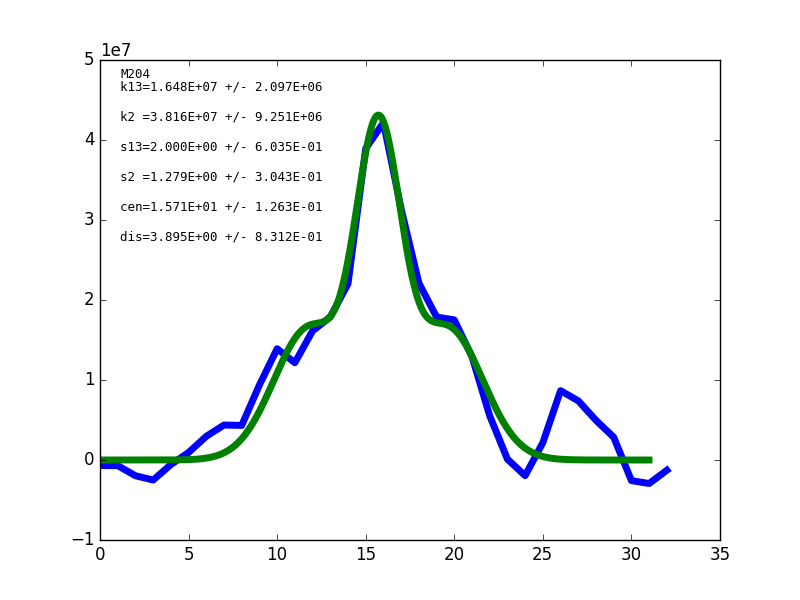 1e7
M204
k13=1.648E+07 +/- 2.097E+06
k2 =3.816E+07 +/- 9.251E+06
s13=2.000E+00 +/- 6.035E-01
s2 =1.279E+00 +/- 3.043E-01
cen=1.571E+01 +/- 1.263E-01
dis=3.895E+00 +/- 8.312E-01
5
4
3
2
1
0
−1
0 5 10 15 20 25 30 35